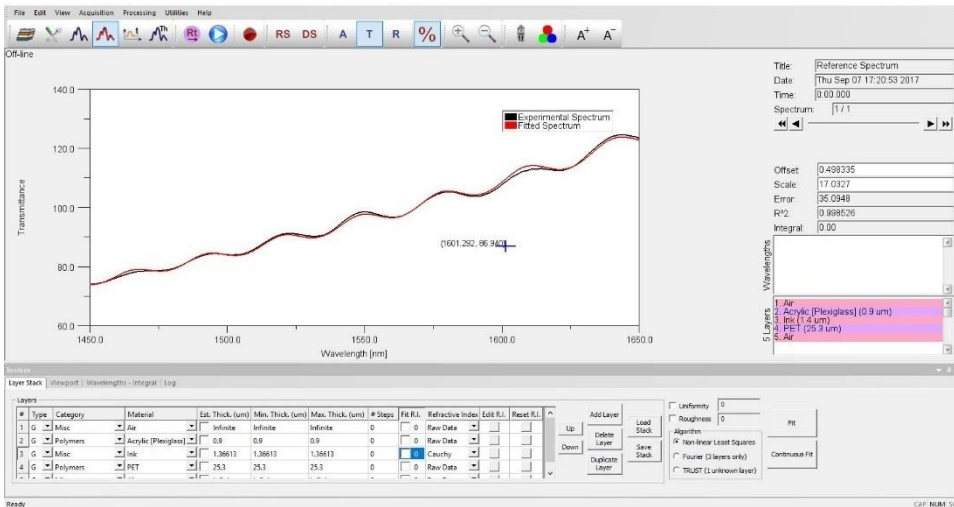 File Edit View Acquisition Processing Utilities Help
Rt RS DS A T R % A+ A-
Off-line
Title: Reference Spectrum
Date: Thu Sep 07 17:20:53 2017
Time: 0:00.000
Spectrum: 1 / 1
140.0
120.0
100.0
80.0
60.0
Transmittance
Experimental Spectrum
Fitted Spectrum
(1601.292, 86.940)
1450.0 1500.0 1550.0 1600.0 1650.0
Wavelength [nm]
Offset: 0.498335
Scale: 17.0327
Error: 35.0948
R^2: 0.998526
Integral: 0.00
Wavelengths
5 Layers
1. Air
2. Acrylic [Plexiglass] (0.9 um)
3. Ink (1.4 um)
4. PET (25.3 um)
5. Air
Toolbox
Layer Stack Viewport Wavelengths - Integral Log
Layers
# Type Category Material Est. Thick. (um) Min. Thick. (um) Max. Thick. (um) # Steps Fit R.I. Refractive Index Edit R.I. Reset R.I.
1 G Misc Air Infinite Infinite Infinite 0 0 Raw Data
2 G Polymers Acrylic [Plexiglass] 0.9 0.9 0.9 0 0 Raw Data
3 G Misc Ink 1.36613 1.36613 1.36613 0 0 Cauchy
4 G Polymers PET 25.3 25.3 25.3 0 0 Raw Data
Up
Down
Add Layer
Delete Layer
Duplicate Layer
Load Stack
Save Stack
Uniformity 0
Roughness 0
Algorithm
Non-linear Least Squares
Fourier (3 layers only)
TRUST (1 unknown layer)
Fit
Continuous Fit
Ready
CAP NUM